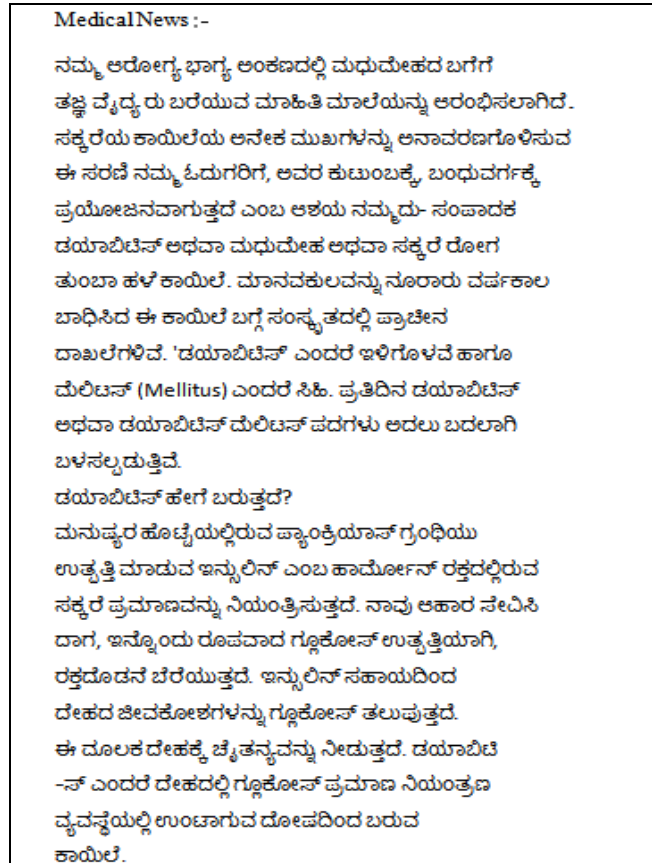 Medical News :-
ನಮ್ಮ ಆರೋಗ್ಯ ಭಾಗ್ಯ ಅಂಕಣದಲ್ಲಿ ಮಧುಮೇಹದ ಬಗೆಗೆ
ತಜ್ಞ ವೈದ್ಯ ರು ಬರೆಯುವ ಮಾಹಿತಿ ಮಾಲೆಯನ್ನು ಆರಂಭಿಸಲಾಗಿದೆ.
ಸಕ್ಕರೆಯ ಕಾಯಿಲೆಯ ಅನೇಕ ಮುಖಗಳನ್ನು ಅನಾವರಣಗೊಳಿಸುವ
ಈ ಸರಣಿ ನಮ್ಮ ಓದುಗರಿಗೆ, ಅವರ ಕುಟುಂಬಕ್ಕೆ, ಬಂಧುವರ್ಗಕ್ಕೆ
ಪ್ರಯೋಜನವಾಗುತ್ತದೆ ಎಂಬ ಆಶಯ ನಮ್ಮದು- ಸಂಪಾದಕ
ಡಯಾಬಿಟಿಸ್ ಅಥವಾ ಮಧುಮೇಹ ಅಥವಾ ಸಕ್ಕರೆ ರೋಗ
ತುಂಬಾ ಹಳೆ ಕಾಯಿಲೆ. ಮಾನವಕುಲವನ್ನು ನೂರಾರು ವರ್ಷಕಾಲ
ಬಾಧಿಸಿದ ಈ ಕಾಯಿಲೆ ಬಗ್ಗೆ ಸಂಸ್ಕೃತದಲ್ಲಿ ಪ್ರಾಚೀನ
ದಾಖಲೆಗಳಿವೆ. 'ಡಯಾಬಿಟಿಸ್' ಎಂದರೆ ಇಳಿಗೊಳವೆ ಹಾಗೂ
ಮೆಲಿಟಸ್ (Mellitus) ಎಂದರೆ ಸಿಹಿ. ಪ್ರತಿದಿನ ಡಯಾಬಿಟಿಸ್
ಅಥವಾ ಡಯಾಬಿಟಿಸ್ ಮೆಲಿಟಸ್ ಪದಗಳು ಅದಲು ಬದಲಾಗಿ
ಬಳಸಲ್ಪಡುತ್ತಿವೆ.
ಡಯಾಬಿಟಿಸ್ ಹೇಗೆ ಬರುತ್ತದೆ?
ಮನುಷ್ಯರ ಹೊಟ್ಟೆಯಲ್ಲಿರುವ ಪ್ಯಾಂಕ್ರಿಯಾಸ್ ಗ್ರಂಥಿಯು
ಉತ್ಪತ್ತಿ ಮಾಡುವ ಇನ್ಸುಲಿನ್ ಎಂಬ ಹಾರ್ಮೋನ್ ರಕ್ತದಲ್ಲಿರುವ
ಸಕ್ಕರೆ ಪ್ರಮಾಣವನ್ನು ನಿಯಂತ್ರಿಸುತ್ತದೆ. ನಾವು ಆಹಾರ ಸೇವಿಸಿ
ದಾಗ, ಇನ್ನೊಂದು ರೂಪವಾದ ಗ್ಲೂಕೋಸ್ ಉತ್ಪತ್ತಿಯಾಗಿ,
ರಕ್ತದೊಡನೆ ಬೆರೆಯುತ್ತದೆ. ಇನ್ಸುಲಿನ್ ಸಹಾಯದಿಂದ
ದೇಹದ ಜೀವಕೋಶಗಳನ್ನು ಗ್ಲೂಕೋಸ್ ತಲುಪುತ್ತದೆ.
ಈ ಮೂಲಕ ದೇಹಕ್ಕೆ ಚೈತನ್ಯವನ್ನು ನೀಡುತ್ತದೆ. ಡಯಾಬಿಟಿ
-ಸ್ ಎಂದರೆ ದೇಹದಲ್ಲಿ ಗ್ಲೂಕೋಸ್ ಪ್ರಮಾಣ ನಿಯಂತ್ರಣ
ವ್ಯವಸ್ಥೆಯಲ್ಲಿ ಉಂಟಾಗುವ ದೋಷದಿಂದ ಬರುವ
ಕಾಯಿಲೆ.